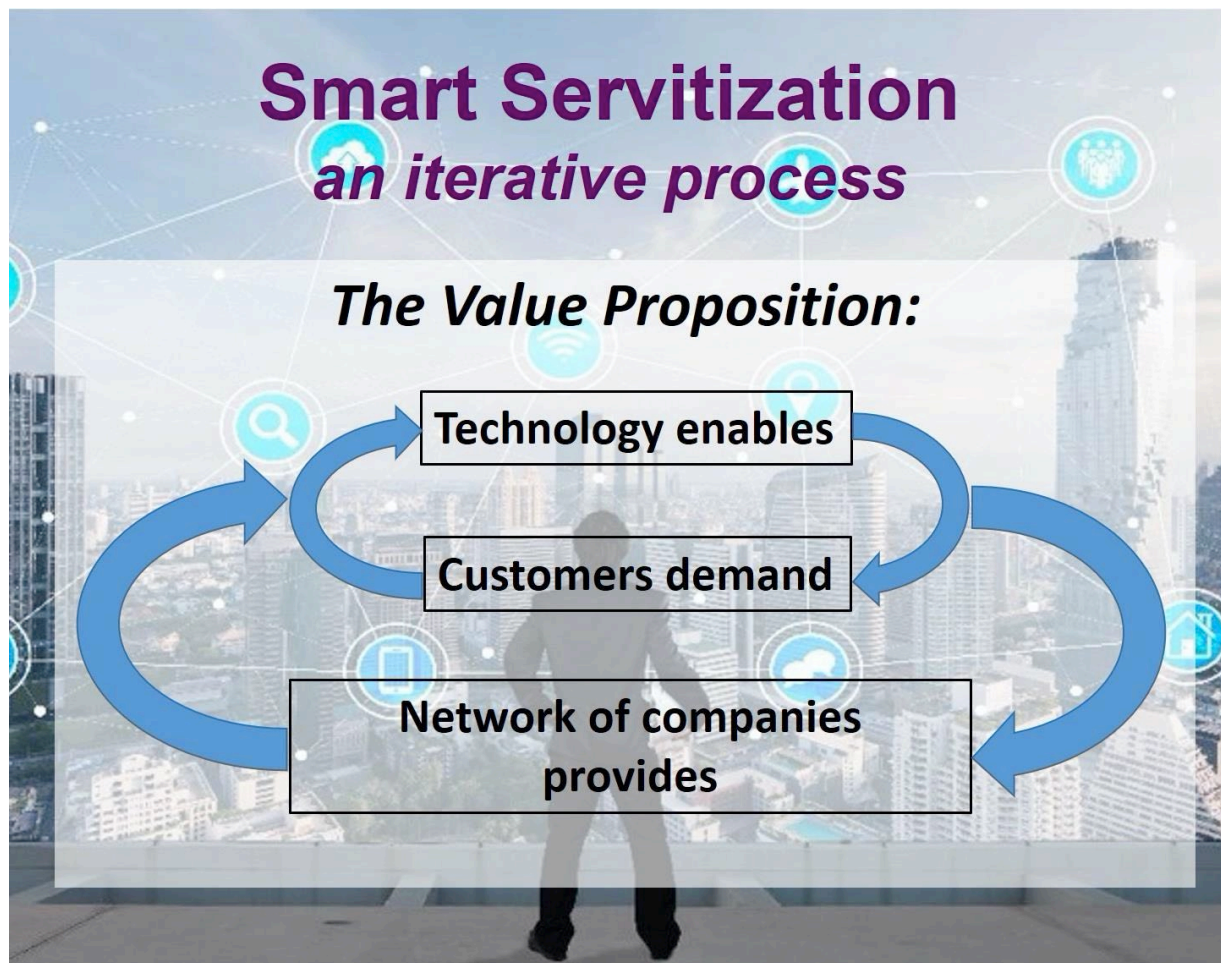 Smart Servitization
an iterative process
The Value Proposition:
Technology enables
Customers demand
Network of companies
provides